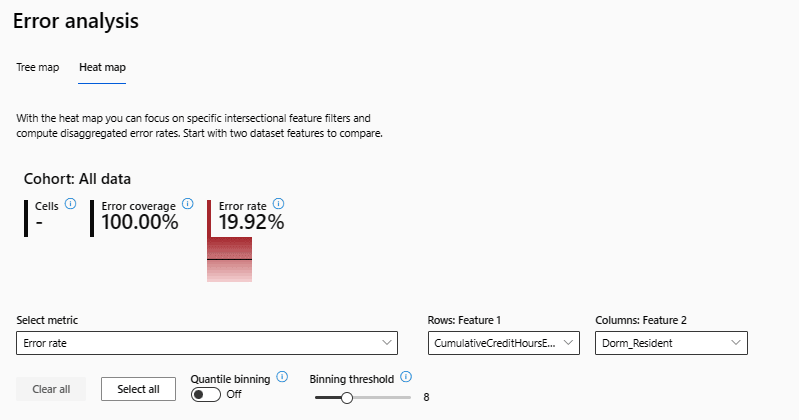 Error analysis
Tree map Heat map
With the heat map you can focus on specific intersectional feature filters and
compute disaggregated error rates. Start with two dataset features to compare.
Cohort: All data
Cells Error coverage Error rate
- 100.00% 19.92%
Select metric Rows: Feature 1 Columns: Feature 2
Error rate CumulativeCreditHoursE... Dorm_Resident
Quantile binning Binning threshold
Clear all Select all Off 8